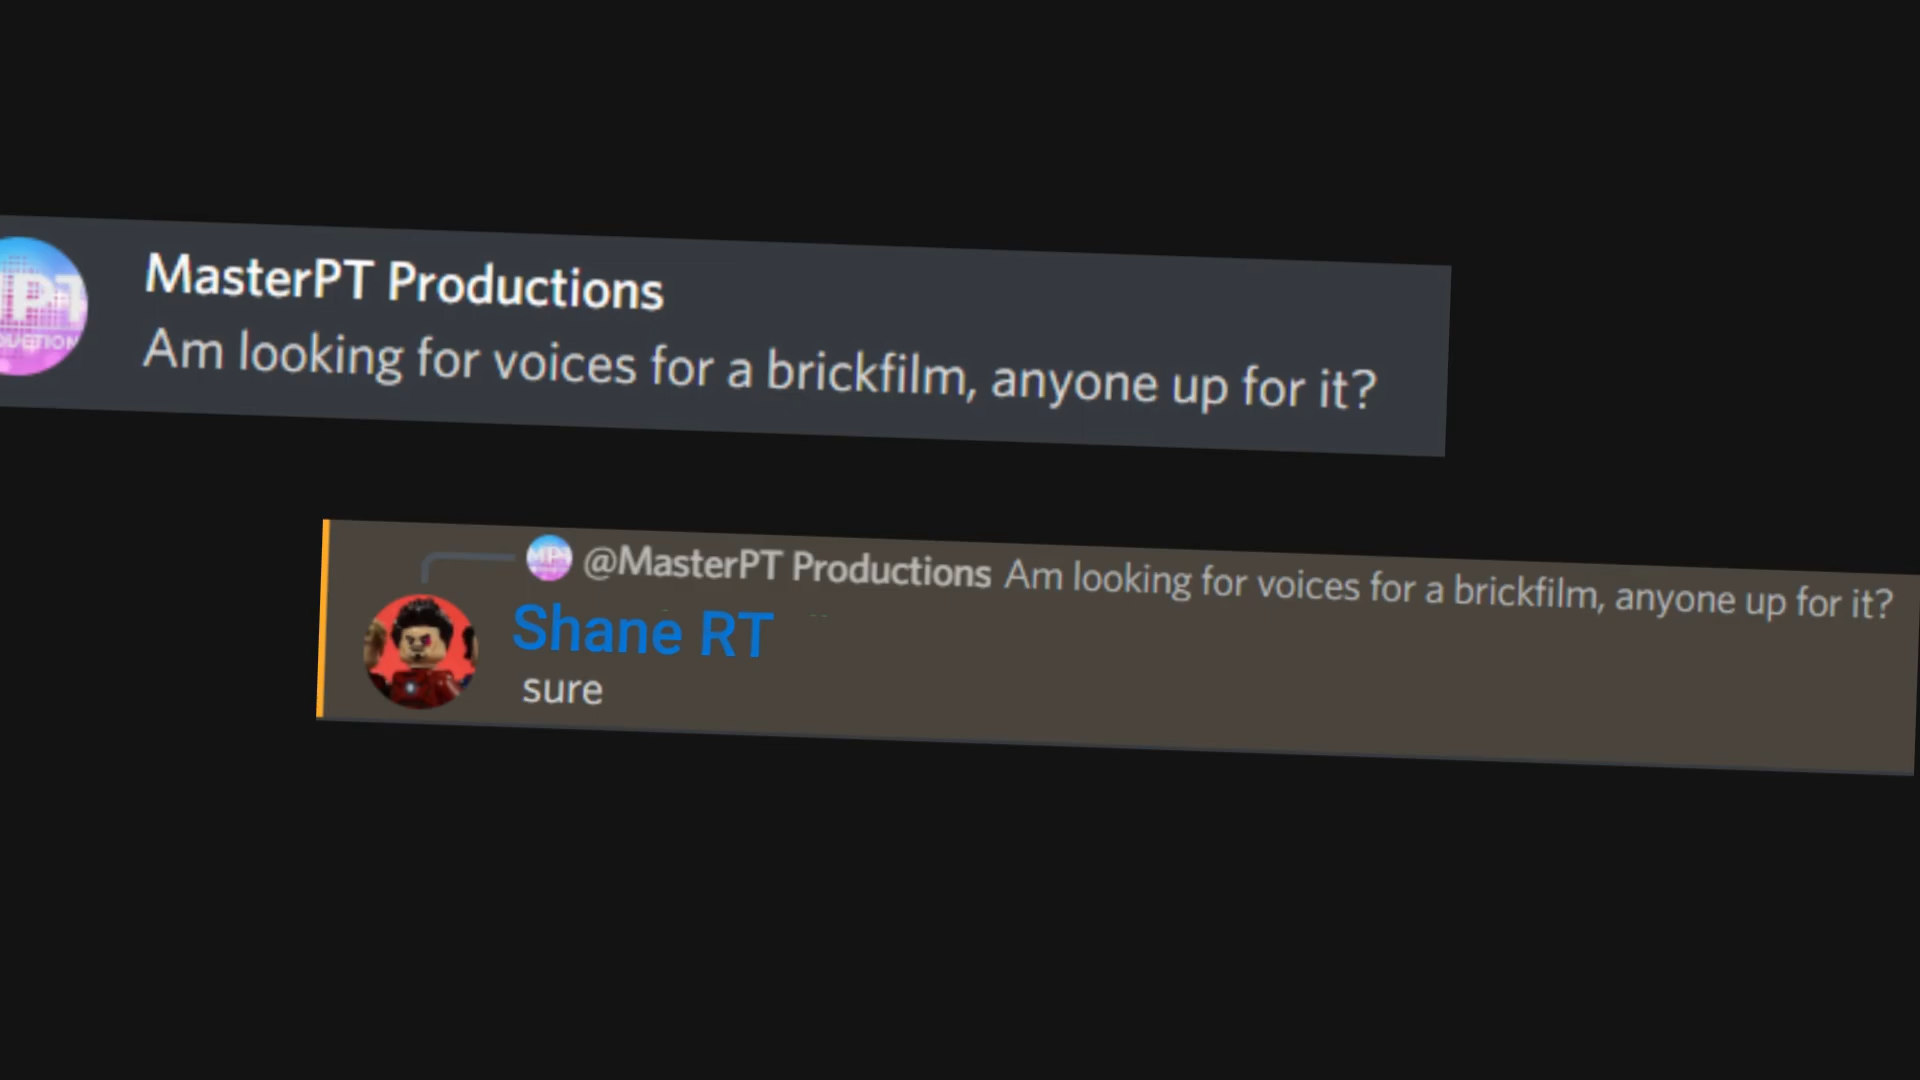 MasterPT Productions
Am looking for voices for a brickfilm, anyone up for it?
PT
@MasterPT Productions Am looking for voices for a brickfilm, anyone up for it?
Shane RT
sure